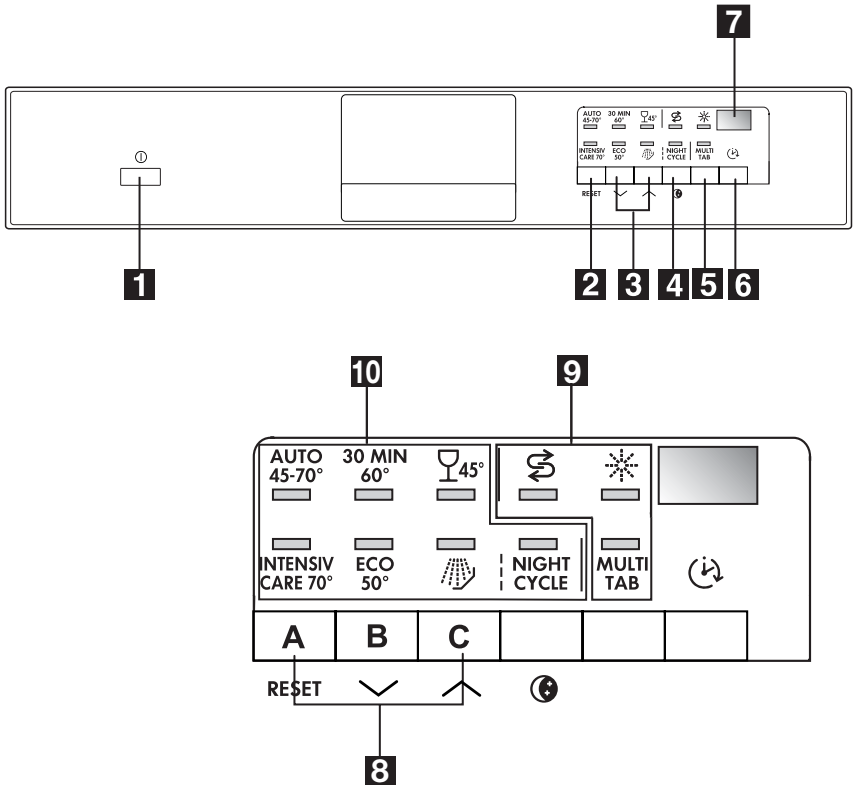 7
AUTO 30 MIN 45°
45-70° 60°
INTENSIV ECO NIGHT MULTI
CARE 70° 50° CYCLE TAB
RESET
1 2 3 4 5 6
10 9
AUTO 30 MIN 45°
45-70° 60°
INTENSIV ECO NIGHT MULTI
CARE 70° 50° CYCLE TAB
A B C
RESET
8